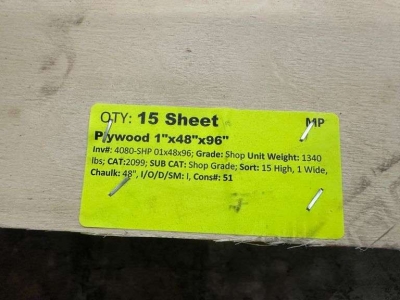 QTY: 15 Sheet MP
Plywood 1"x48"x96"
Inv#: 4080-SHP 01x48x96; Grade: Shop Unit Weight: 1340
lbs; CAT:2099; SUB CAT: Shop Grade; Sort: 15 High, 1 Wide,
Chaulk: 48", I/O/D/SM: I, Cons#: 51